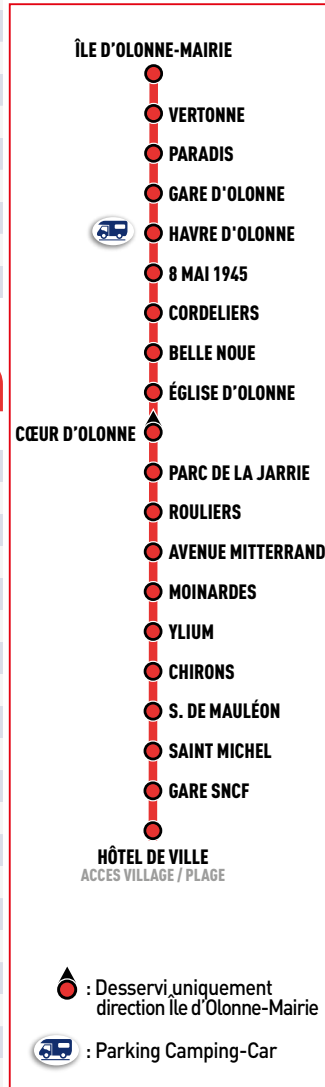 ÎLE D'OLONNE-MAIRIE
VERTONNE
PARADIS
GARE D'OLONNE
HAVRE D'OLONNE
8 MAI 1945
CORDELIERS
BELLE NOUE
ÉGLISE D'OLONNE
CŒUR D'OLONNE
PARC DE LA JARRIE
ROULIERS
AVENUE MITTERRAND
MOINARDES
YLIUM
CHIRONS
S. DE MAULÉON
SAINT MICHEL
GARE SNCF
HÔTEL DE VILLE
ACCES VILLAGE / PLAGE
: Desservi uniquement
direction Île d'Olonne-Mairie
: Parking Camping-Car